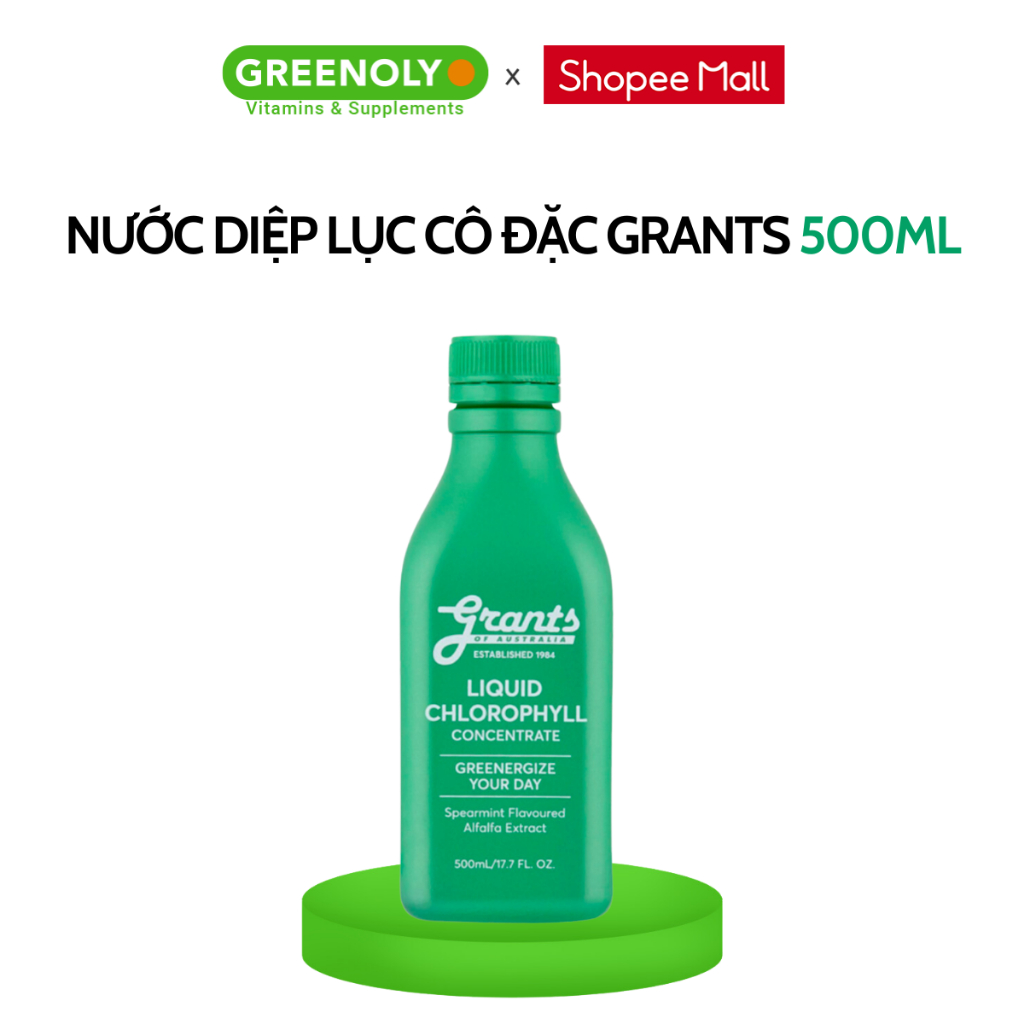 GREENOLY
Vitamins & Supplements
x
Shopee Mall
NƯỚC DIỆP LỤC CÔ ĐẶC GRANTS 500ML
Grants
OF AUSTRALIA
ESTABLISHED 1984
LIQUID
CHLOROPHYLL
CONCENTRATE
GREENERGIZE
YOUR DAY
Spearmint Flavoured
Alfalfa Extract
500mL/17.7 FL. OZ.